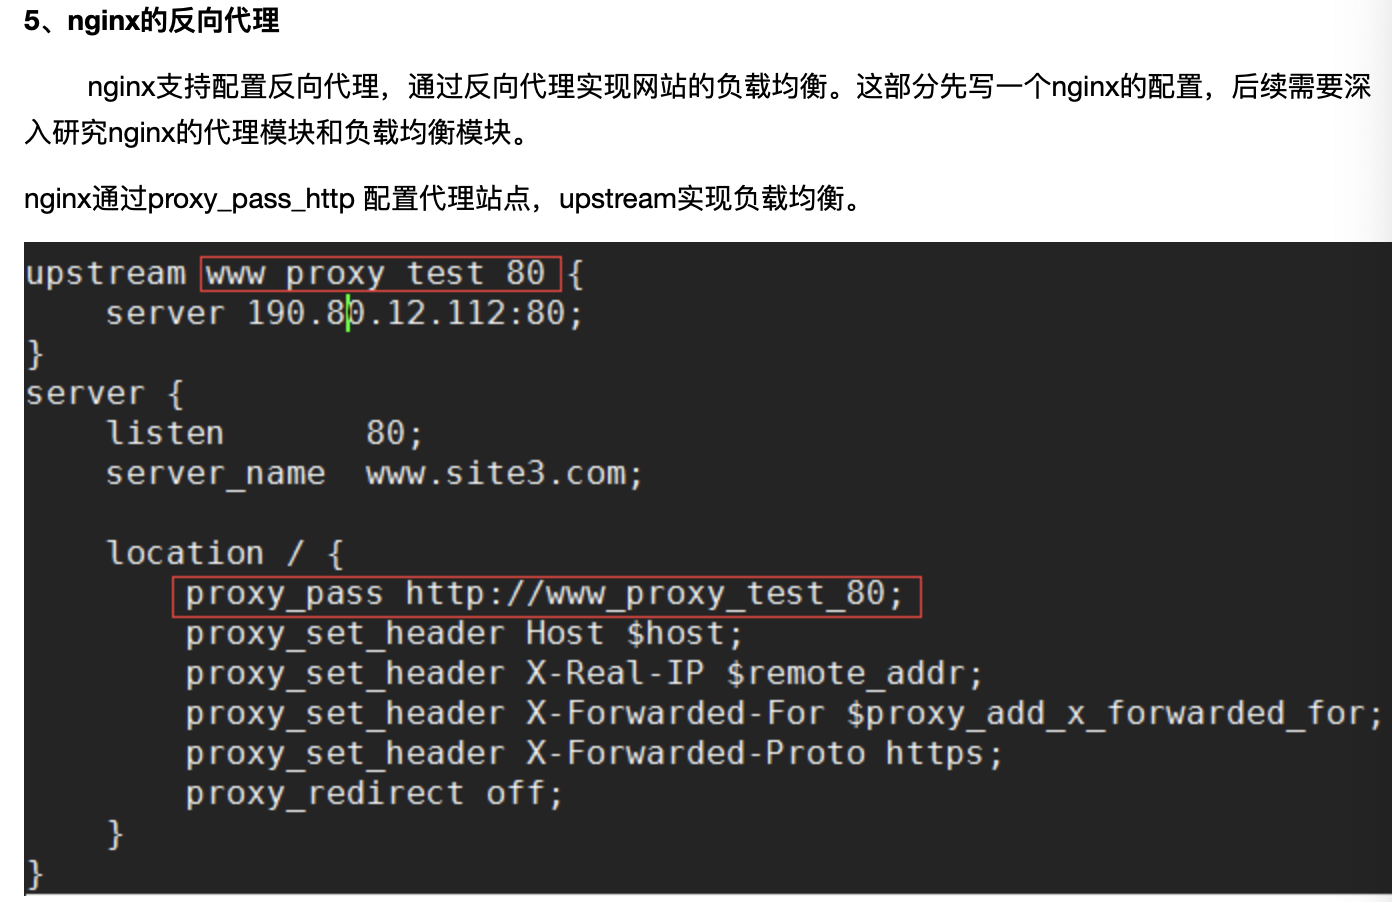 5、nginx的反向代理
nginx支持配置反向代理，通过反向代理实现网站的负载均衡。这部分先写一个nginx的配置，后续需要深
入研究nginx的代理模块和负载均衡模块。
nginx通过proxy_pass_http 配置代理站点，upstream实现负载均衡。
upstream www_proxy_test_80 {
    server 190.80.12.112:80;
}
server {
    listen       80;
    server_name  www.site3.com;
    location / {
        proxy_pass http://www_proxy_test_80;
        proxy_set_header Host $host;
        proxy_set_header X-Real-IP $remote_addr;
        proxy_set_header X-Forwarded-For $proxy_add_x_forwarded_for;
        proxy_set_header X-Forwarded-Proto https;
        proxy_redirect off;
    }
}